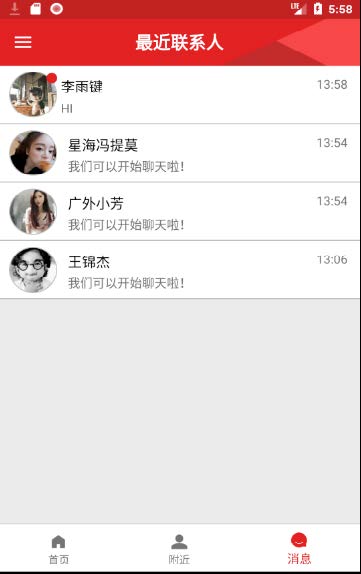 LTE 5:58
最近联系人
李雨键 13:58
HI
星海冯提莫 13:54
我们可以开始聊天啦!
广外小芳 13:54
我们可以开始聊天啦!
王锦杰 13:06
我们可以开始聊天啦!
首页 附近 消息